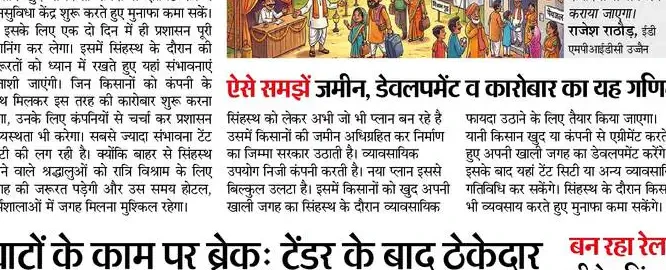 नसुविधा केंद्र शुरू करते हुए मुनाफा कमा सकें।
इसके लिए एक दो दिन में ही प्रशासन पूरी
निंग कर लेगा। इसमें सिंहस्थ के दौरान की
रूरतों को ध्यान में रखते हुए यहां संभावनाएं
नाशी जाएंगी। जिन किसानों को कंपनी के
थ मिलकर इस तरह की कारोबार शुरू करना
गा, उनके लिए कंपनियों से चर्चा कर प्रशासन
यस्थता भी करेगा। सबसे ज्यादा संभावना टेंट
टी की लग रही है। क्योंकि बाहर से सिंहस्थ
ने वाले श्रद्धालुओं को रात्रि विश्राम के लिए
ाह की जरूरत पड़ेगी और उस समय होटल,
शालाओं में जगह मिलना मुश्किल रहेगा।
कराया जाएगा।
राजेश राठौड़, ईडी
एमपीआईडीसी उज्जैन
ऐसे समझें जमीन, डेवलपमेंट व कारोबार का यह गणि
सिंहस्थ को लेकर अभी जो भी प्लान बन रहे है
उसमें किसानों की जमीन अधिग्रहित कर निर्माण
का जिम्मा सरकार उठाती है। व्यावसायिक
उपयोग निजी कंपनी करती है। नया प्लान इससे
बिल्कुल उलटा है। इसमें किसानों को खुद अपनी
खाली जगह का सिंहस्थ के दौरान व्यावसायिक
फायदा उठाने के लिए तैयार किया जाएगा।
यानी किसान खुद या कंपनी से एग्रीमेंट करते
हुए अपनी खाली जगह का डेवलपमेंट करेंगे
इसके बाद यहां टेंट सिटी या अन्य व्यावसायि
गतिविधि कर सकेंगे। सिंहस्थ के दौरान किस
भी व्यवसाय करते हुए मुनाफा कमा सकेंगे।
घाटों के काम पर ब्रेक: टेंडर के बाद ठेकेदार
बन रहा रेल